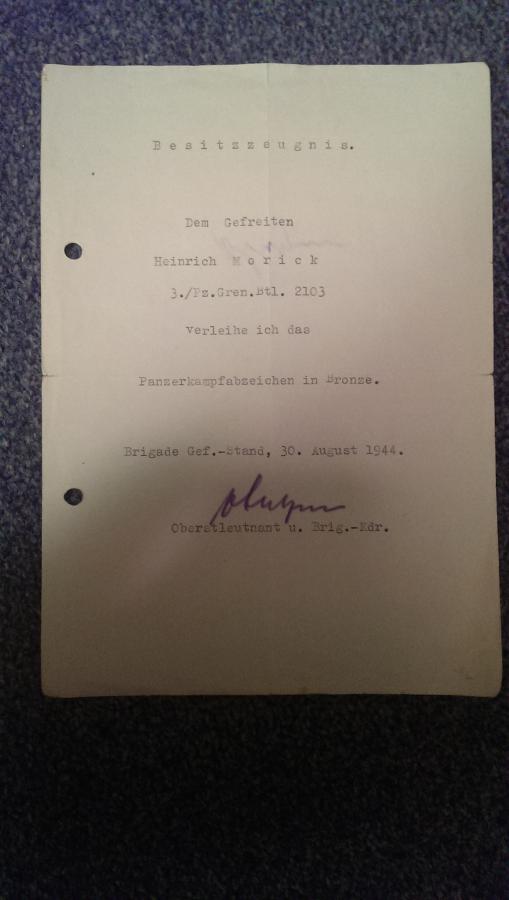 Besitzzeugnis.
Dem Gefreiten
Heinrich Morick
3./Pz.Gren.Btl. 2103
verleihe ich das
Panzerkampfabzeichen in Bronze.
Brigade Gef.-Stand, 30. August 1944.
Oberstleutnant u. Brig.-Kdr.